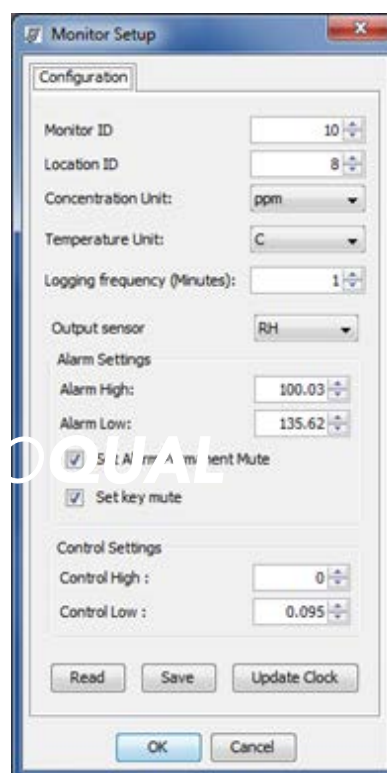 Monitor Setup
Configuration
Monitor ID 10
Location ID 8
Concentration Unit: ppm
Temperature Unit: C
Logging frequency (Minutes): 1
Output sensor RH
Alarm Settings
Alarm High: 100.03
Alarm Low: 135.62
Mute
Set key mute
Control Settings
Control High : 0
Control Low : 0.095
Read Save Update Clock
OK Cancel
OQUAL